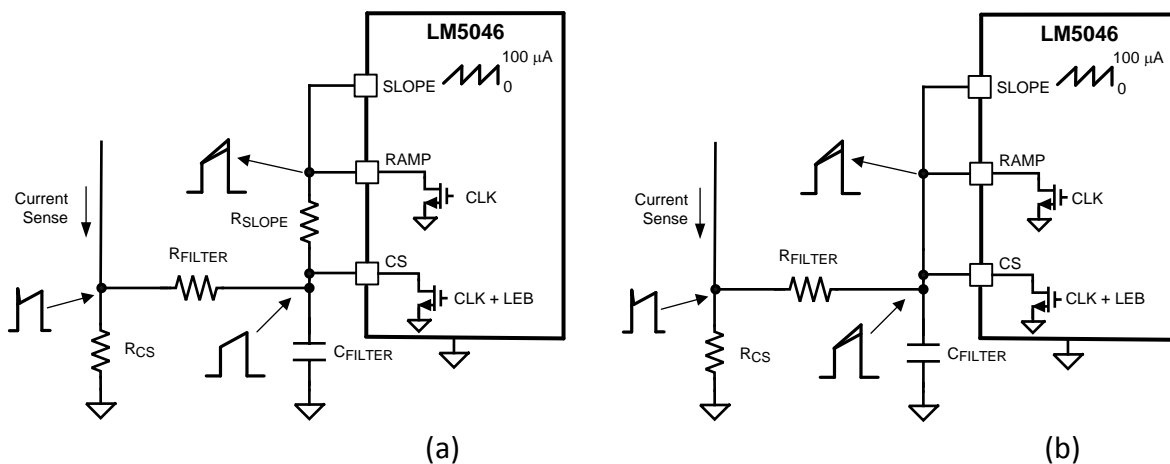 LM5046
100 μA
0
SLOPE
RAMP
CLK
Current
Sense
RSLOPE
RFILTER
CS
CLK + LEB
RCS
CFILTER
(a)
LM5046
100 μA
0
SLOPE
RAMP
CLK
Current
Sense
RFILTER
CS
CLK + LEB
RCS
CFILTER
(b)